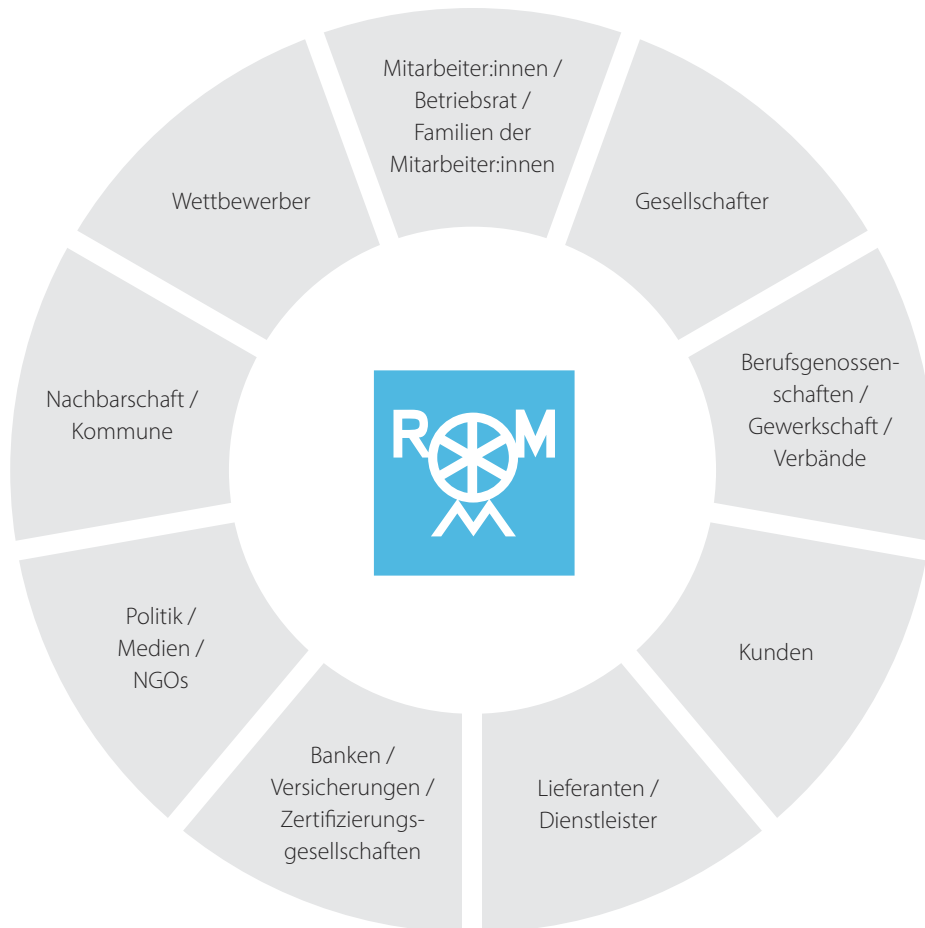 Mitarbeiter:innen /
Betriebsrat /
Familien der
Mitarbeiter:innen
Gesellschafter
Berufsgenossen-
schaften /
Gewerkschaft /
Verbände
Kunden
Lieferanten /
Dienstleister
Banken /
Versicherungen /
Zertifizierungs-
gesellschaften
Politik /
Medien /
NGOs
Nachbarschaft /
Kommune
Wettbewerber
R M